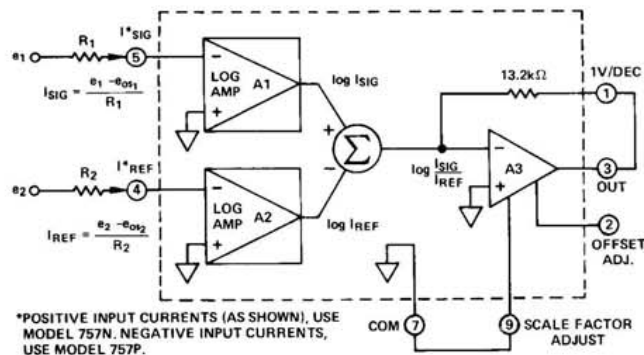 I*SIG
R1
e1
5
ISIG = e1 −eos1 / R1
LOG AMP
A1
−
+
log ISIG
13.2kΩ
1V/DEC
1
+
Σ
−
R2
I*REF
e2
4
IREF = e2 −eos2 / R2
LOG AMP
A2
−
+
log IREF
log ISIG / IREF
−
+
A3
3
OUT
2
OFFSET
ADJ.
COM
7
9
SCALE FACTOR
ADJUST
*POSITIVE INPUT CURRENTS (AS SHOWN), USE
MODEL 757N. NEGATIVE INPUT CURRENTS,
USE MODEL 757P.